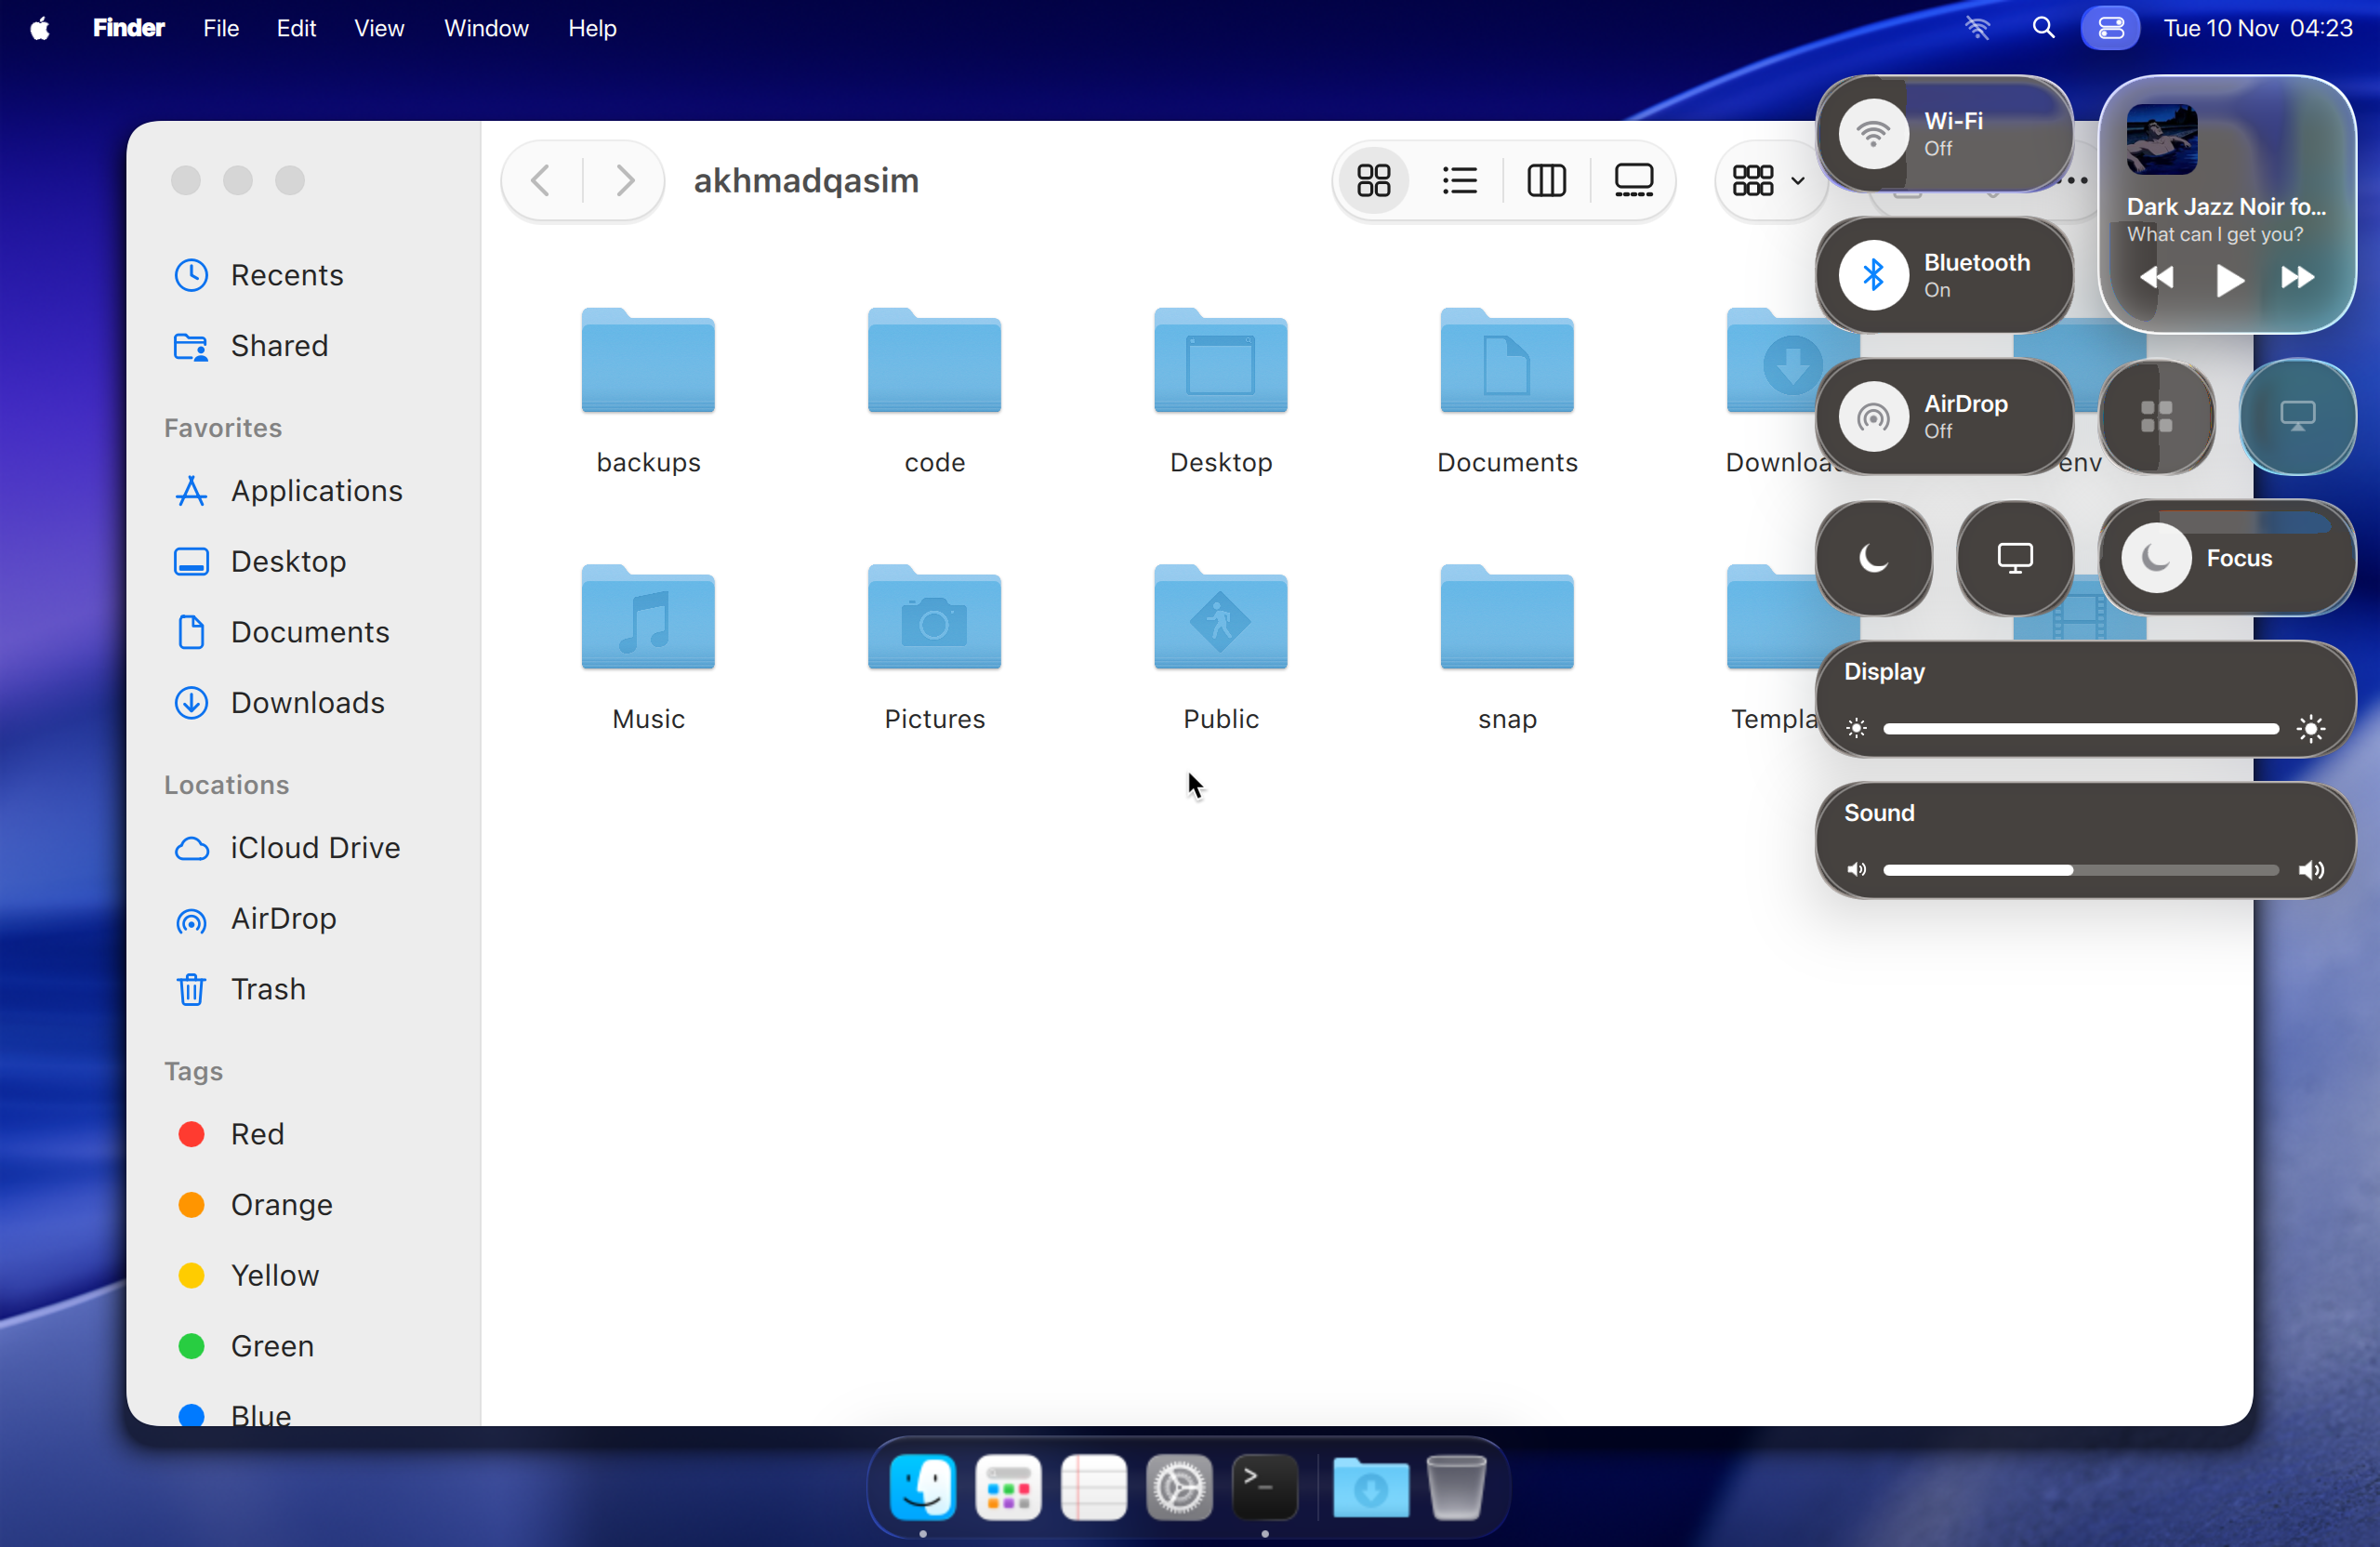 Finder File Edit View Window Help Tue 10 Nov 04:23
akhmadqasim
Recents
Shared
Favorites
Applications
Desktop
Documents
Downloads
Locations
iCloud Drive
AirDrop
Trash
Tags
Red
Orange
Yellow
Green
Blue
backups
code
Desktop
Documents
Downloa
env
Music
Pictures
Public
snap
Templa
Wi-Fi
Off
Dark Jazz Noir fo...
What can I get you?
Bluetooth
On
AirDrop
Off
Focus
Display
Sound